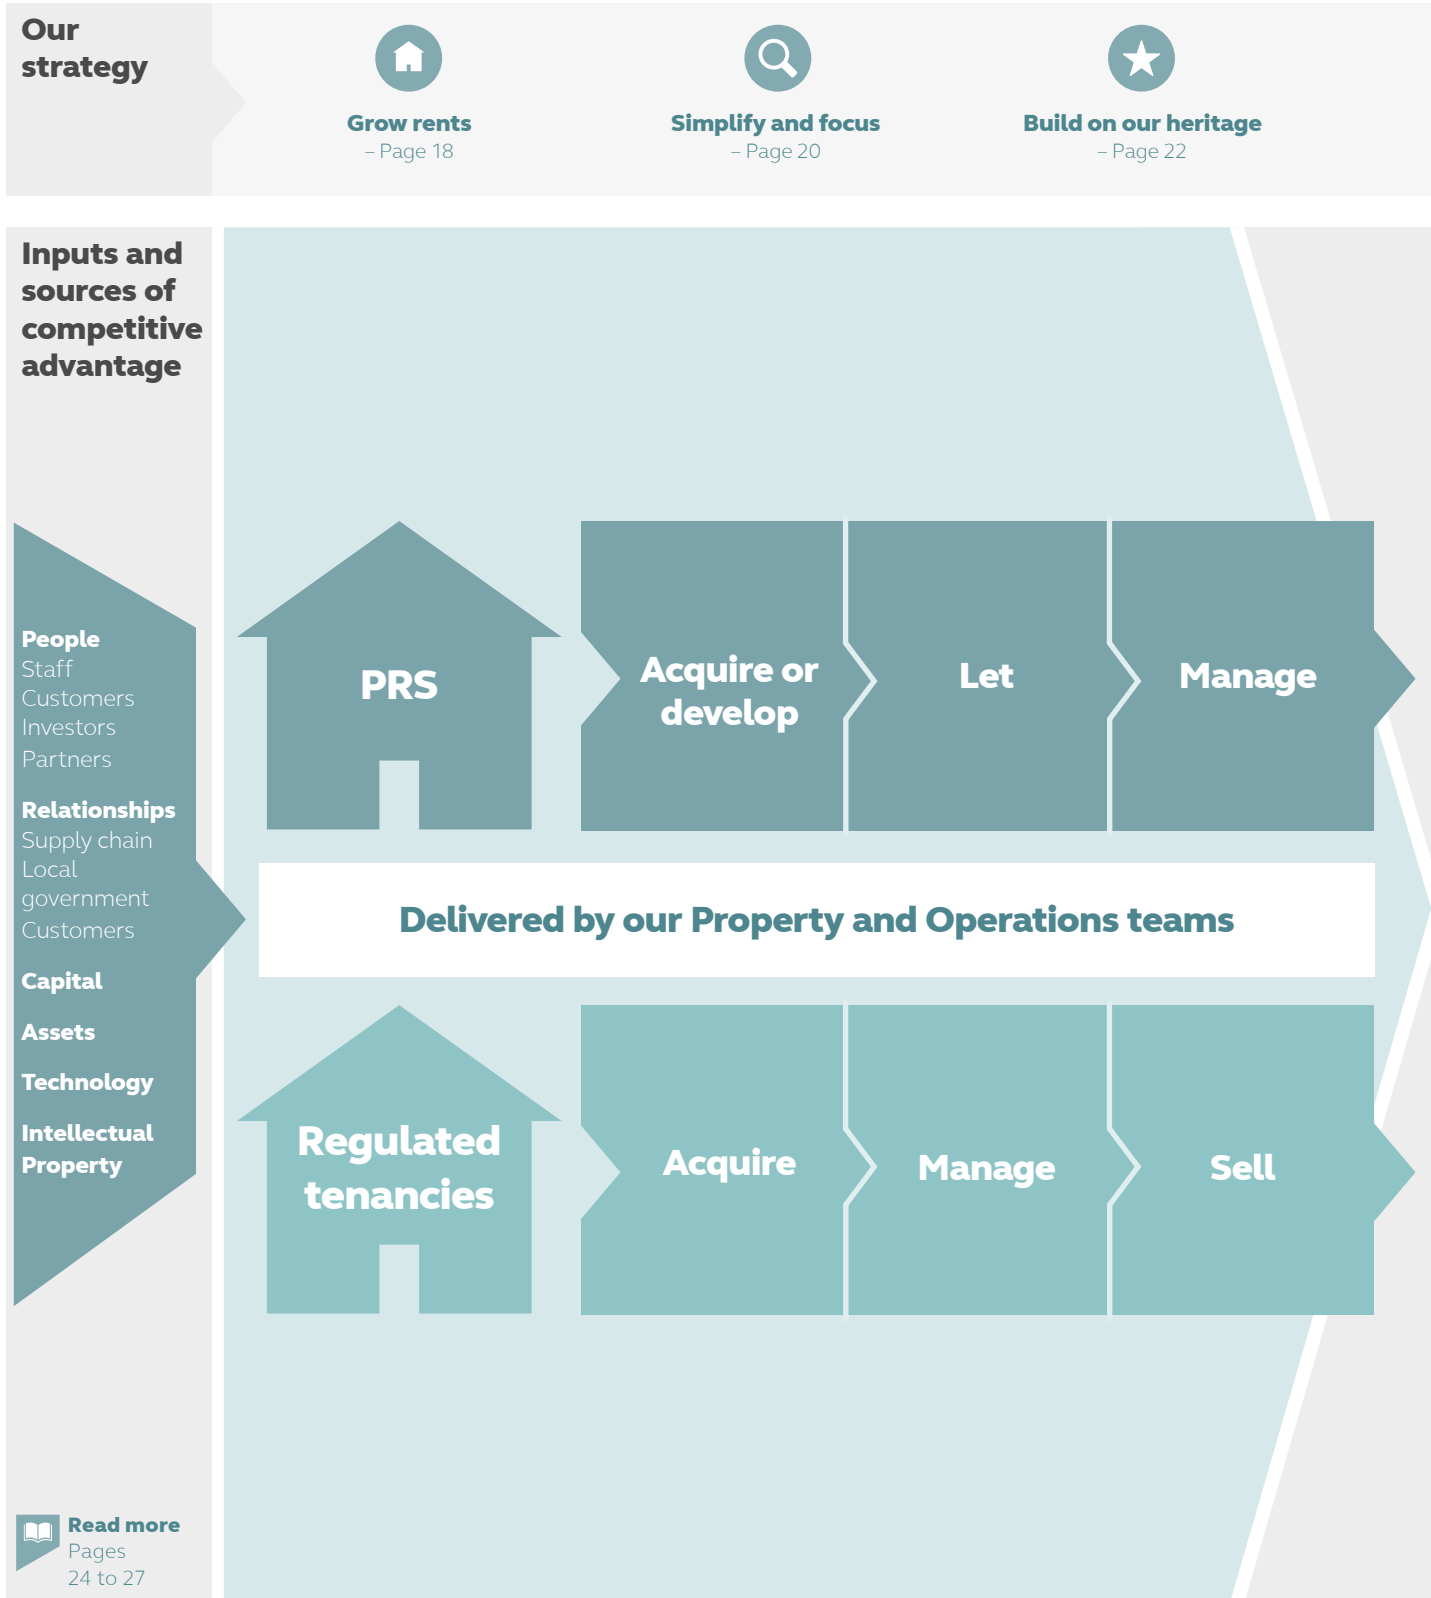 Our
strategy
Grow rents
– Page 18
Simplify and focus
– Page 20
Build on our heritage
– Page 22
Inputs and
sources of
competitive
advantage
People
Staff
Customers
Investors
Partners
Relationships
Supply chain
Local
government
Customers
Capital
Assets
Technology
Intellectual
Property
Read more
Pages
24 to 27
PRS
Acquire or
develop
Let
Manage
Delivered by our Property and Operations teams
Regulated
tenancies
Acquire
Manage
Sell